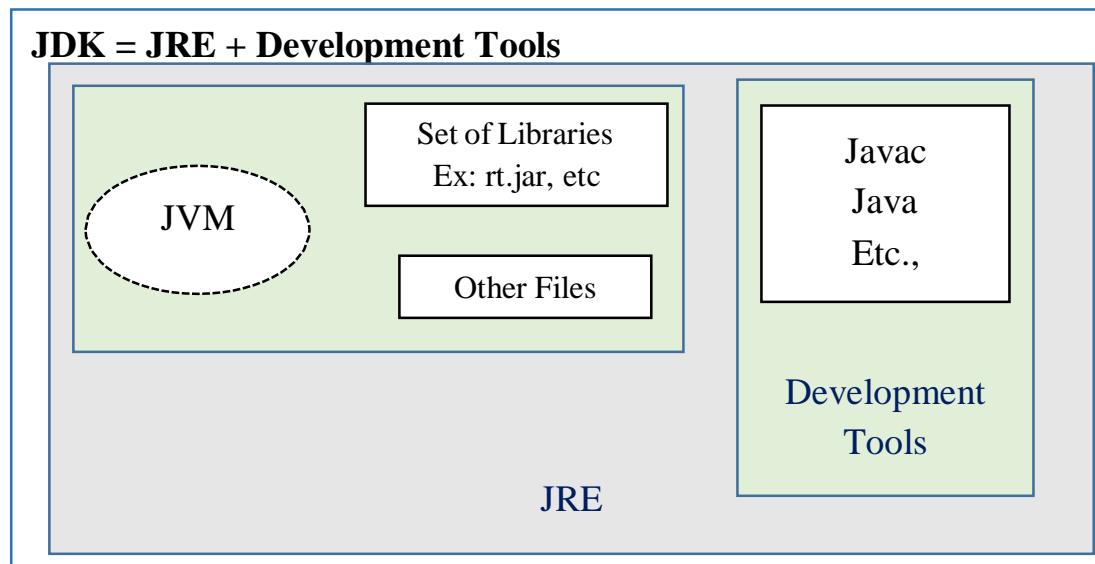 JDK = JRE + Development Tools
JVM
Set of Libraries
Ex: rt.jar, etc
Other Files
Javac
Java
Etc.,
Development
Tools
JRE